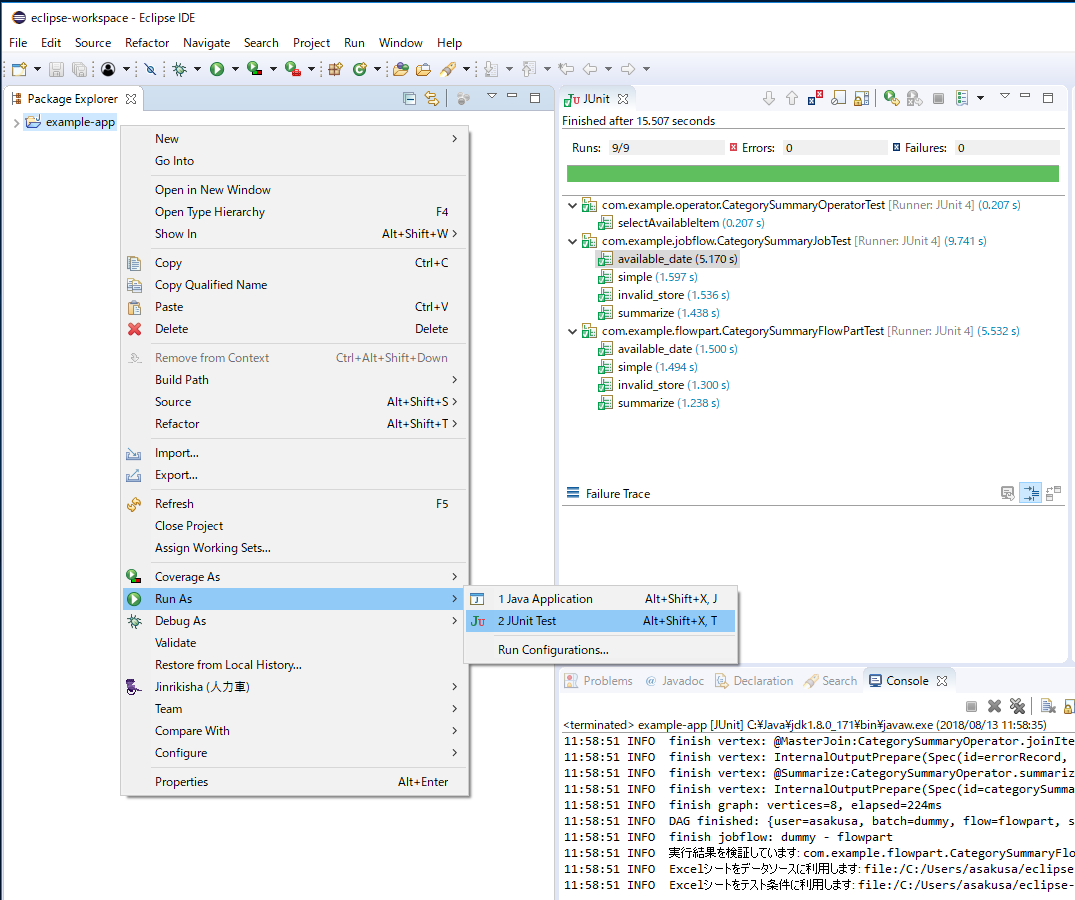 eclipse-workspace - Eclipse IDE
File Edit Source Refactor Navigate Search Project Run Window Help
Package Explorer
example-app
New
Go Into
Open in New Window
Open Type Hierarchy F4
Show In Alt+Shift+W
Copy Ctrl+C
Copy Qualified Name
Paste Ctrl+V
Delete Delete
Remove from Context Ctrl+Alt+Shift+Down
Build Path
Source Alt+Shift+S
Refactor Alt+Shift+T
Import...
Export...
Refresh F5
Close Project
Assign Working Sets...
Coverage As
Run As
Debug As
Validate
Restore from Local History...
Jinrikisha (人力車)
Team
Compare With
Configure
Properties Alt+Enter
1 Java Application Alt+Shift+X, J
2 JUnit Test Alt+Shift+X, T
Run Configurations...
JUnit
Finished after 15.507 seconds
Runs: 9/9 Errors: 0 Failures: 0
com.example.operator.CategorySummaryOperatorTest [Runner: JUnit 4] (0.207 s)
selectAvailableItem (0.207 s)
com.example.jobflow.CategorySummaryJobTest [Runner: JUnit 4] (9.741 s)
available_date (5.170 s)
simple (1.597 s)
invalid_store (1.536 s)
summarize (1.438 s)
com.example.flowpart.CategorySummaryFlowPartTest [Runner: JUnit 4] (5.532 s)
available_date (1.500 s)
simple (1.494 s)
invalid_store (1.300 s)
summarize (1.238 s)
Failure Trace
Problems @ Javadoc Declaration Search Console
<terminated> example-app [JUnit] C:¥Java¥jdk1.8.0_171¥bin¥javaw.exe (2018/08/13 11:58:35)
11:58:51 INFO finish vertex: @MasterJoin:CategorySummaryOperator.joinIte
11:58:51 INFO finish vertex: InternalOutputPrepare(Spec(id=errorRecord,
11:58:51 INFO finish vertex: @Summarize:CategorySummaryOperator.summariz
11:58:51 INFO finish vertex: InternalOutputPrepare(Spec(id=categorySumma
11:58:51 INFO finish graph: vertices=8, elapsed=224ms
11:58:51 INFO DAG finished: {user=asakusa, batch=dummy, flow=flowpart, s
11:58:51 INFO finish jobflow: dummy - flowpart
11:58:51 INFO 実行結果を検証しています: com.example.flowpart.CategorySummaryFlo
11:58:51 INFO Excelシートをデータソースに利用します: file:/C:/Users/asakusa/eclipse
11:58:51 INFO Excelシートをテスト条件に利用します: file:/C:/Users/asakusa/eclipse-